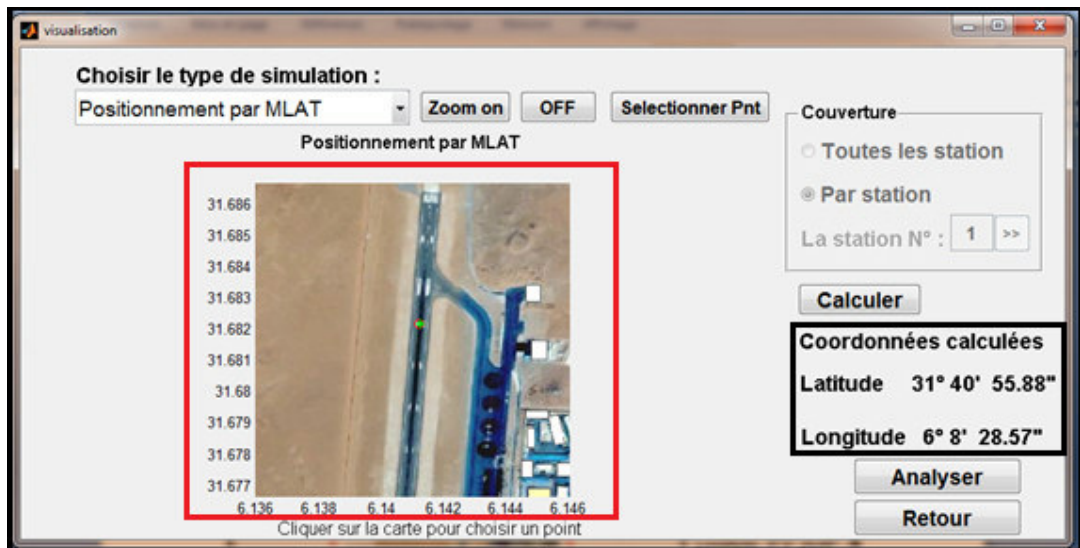 visualisation
Choisir le type de simulation :
Positionnement par MLAT
Zoom on
OFF
Selectionner Pnt
Positionnement par MLAT
31.686
31.685
31.684
31.683
31.682
31.681
31.68
31.679
31.678
31.677
6.136 6.138 6.14 6.142 6.144 6.146
Cliquer sur la carte pour choisir un point
Couverture
Toutes les station
Par station
La station N° : 1 >>
Calculer
Coordonnées calculées
Latitude 31° 40' 55.88"
Longitude 6° 8' 28.57"
Analyser
Retour